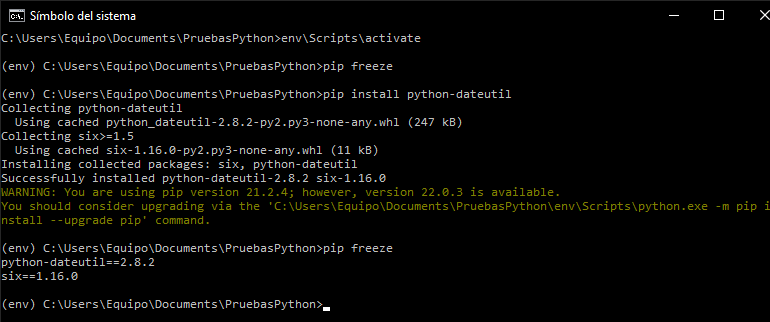 Símbolo del sistema
C:\Users\Equipo\Documents\PruebasPython>env\Scripts\activate
(env) C:\Users\Equipo\Documents\PruebasPython>pip freeze
(env) C:\Users\Equipo\Documents\PruebasPython>pip install python-dateutil
Collecting python-dateutil
  Using cached python_dateutil-2.8.2-py2.py3-none-any.whl (247 kB)
Collecting six>=1.5
  Using cached six-1.16.0-py2.py3-none-any.whl (11 kB)
Installing collected packages: six, python-dateutil
Successfully installed python-dateutil-2.8.2 six-1.16.0
WARNING: You are using pip version 21.2.4; however, version 22.0.3 is available.
You should consider upgrading via the 'C:\Users\Equipo\Documents\PruebasPython\env\Scripts\python.exe -m pip i
nstall --upgrade pip' command.
(env) C:\Users\Equipo\Documents\PruebasPython>pip freeze
python-dateutil==2.8.2
six==1.16.0
(env) C:\Users\Equipo\Documents\PruebasPython>